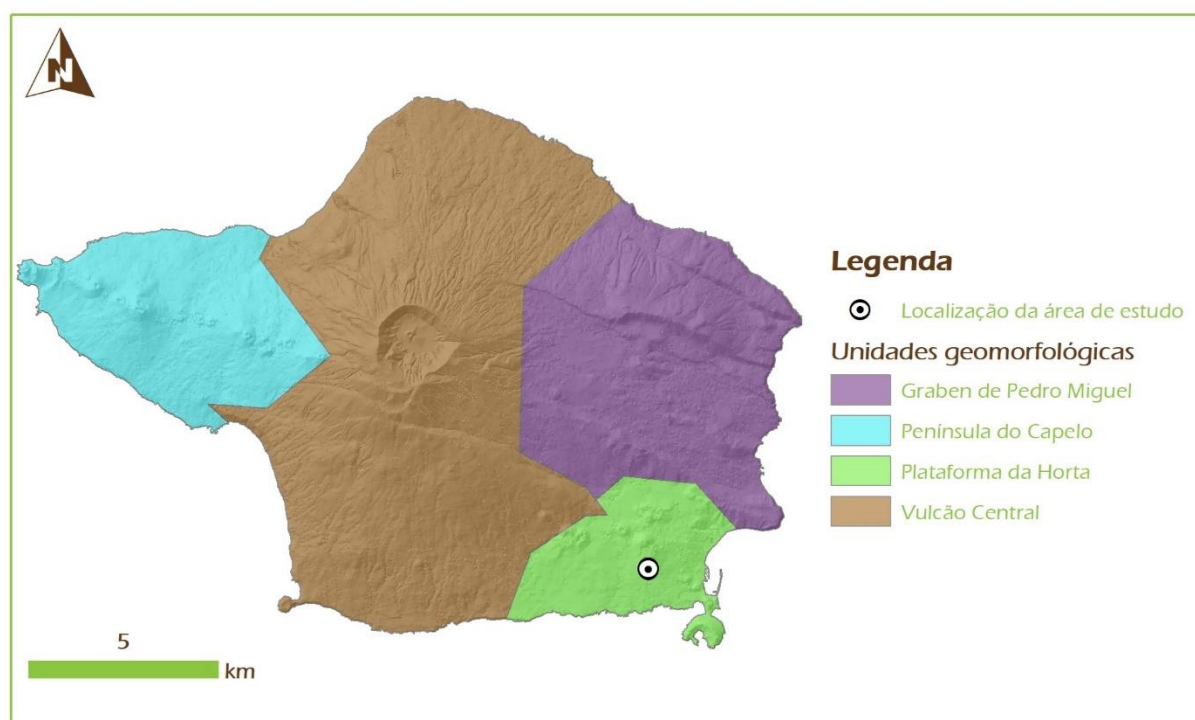 N
Legenda
Localização da área de estudo
Unidades geomorfológicas
Graben de Pedro Miguel
Península do Capelo
Plataforma da Horta
Vulcão Central
5
km